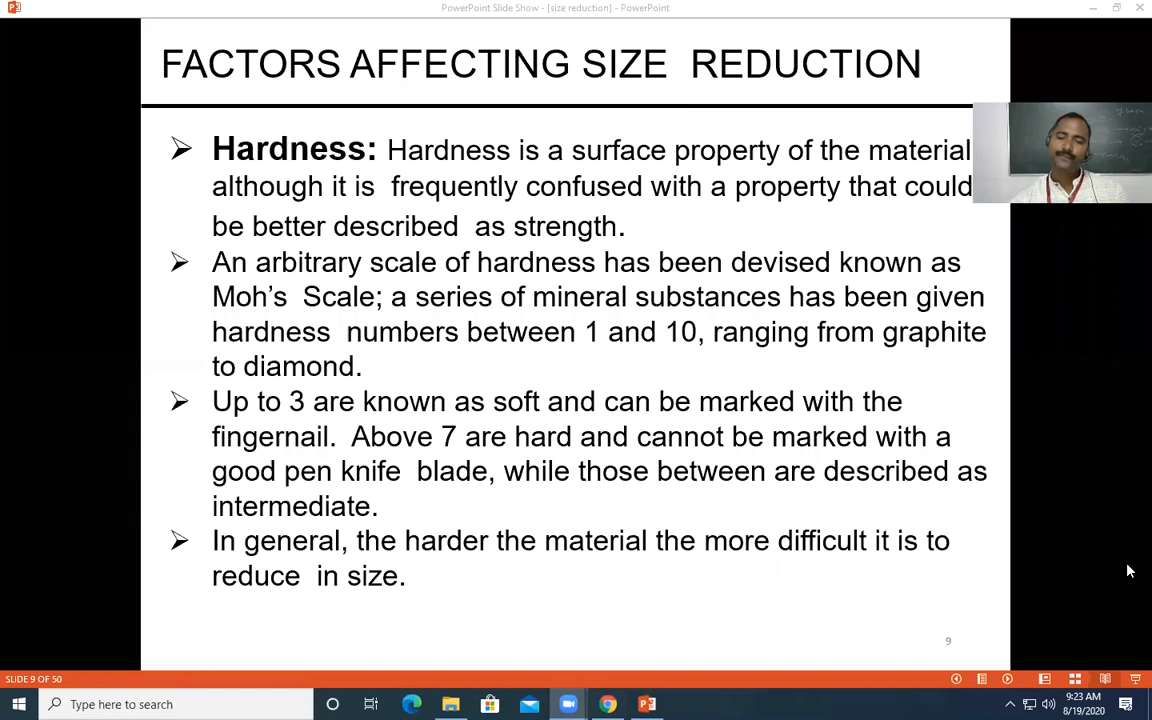 PowerPoint Slide Show - [size reduction] - PowerPoint
FACTORS AFFECTING SIZE REDUCTION
Hardness: Hardness is a surface property of the material
although it is frequently confused with a property that could
be better described as strength.
An arbitrary scale of hardness has been devised known as
Moh's Scale; a series of mineral substances has been given
hardness numbers between 1 and 10, ranging from graphite
to diamond.
Up to 3 are known as soft and can be marked with the
fingernail. Above 7 are hard and cannot be marked with a
good pen knife blade, while those between are described as
intermediate.
In general, the harder the material the more difficult it is to
reduce in size.
9
SLIDE 9 OF 50
Type here to search
9:23 AM
8/19/2020